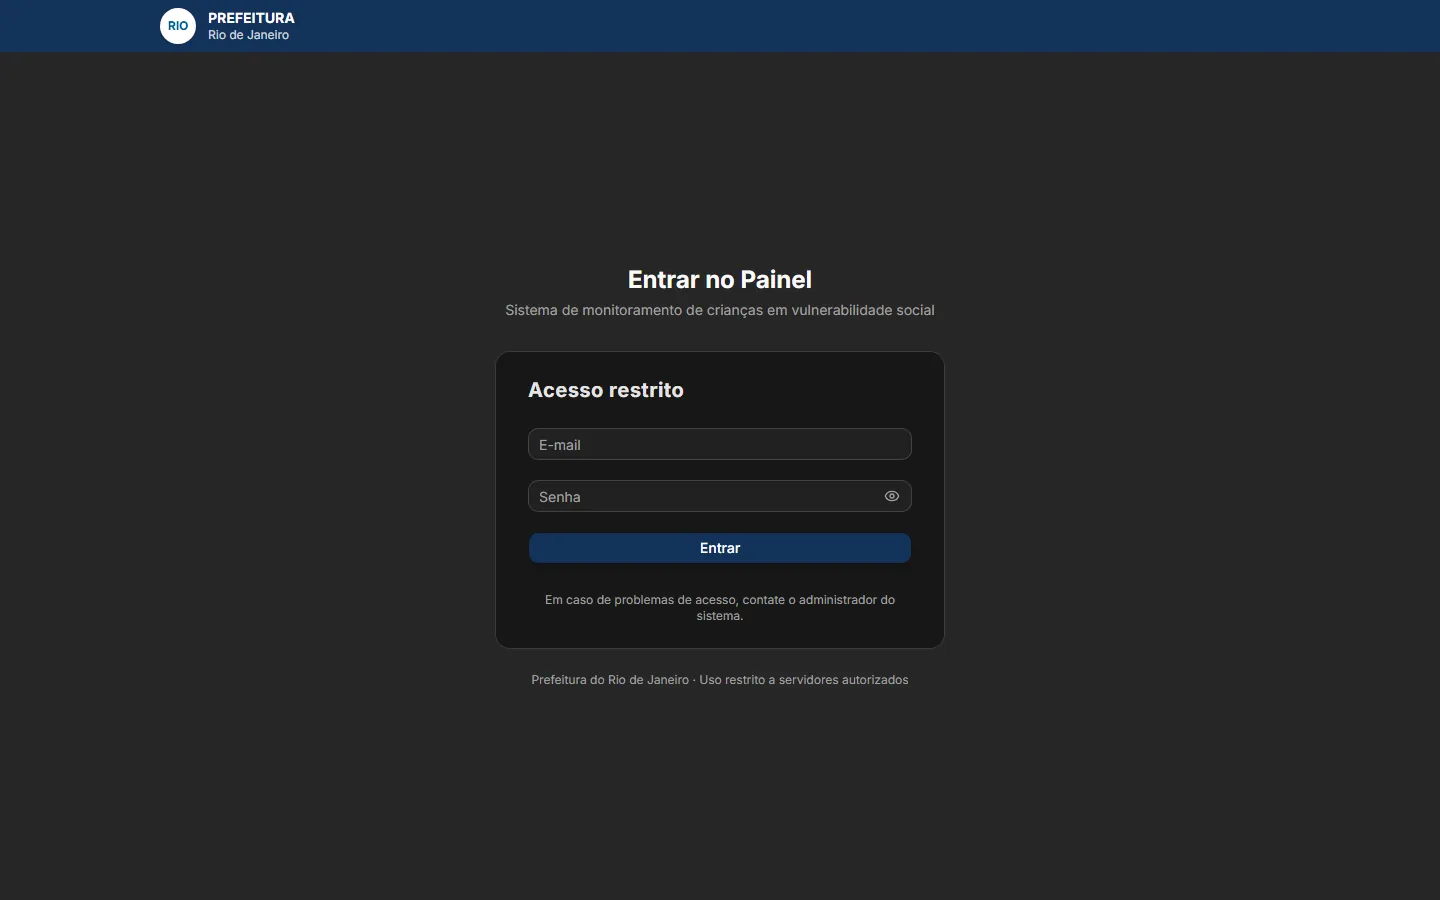 RIO
PREFEITURA
Rio de Janeiro
Entrar no Painel
Sistema de monitoramento de crianças em vulnerabilidade social
Acesso restrito
E-mail
Senha
Entrar
Em caso de problemas de acesso, contate o administrador do
sistema.
Prefeitura do Rio de Janeiro · Uso restrito a servidores autorizados